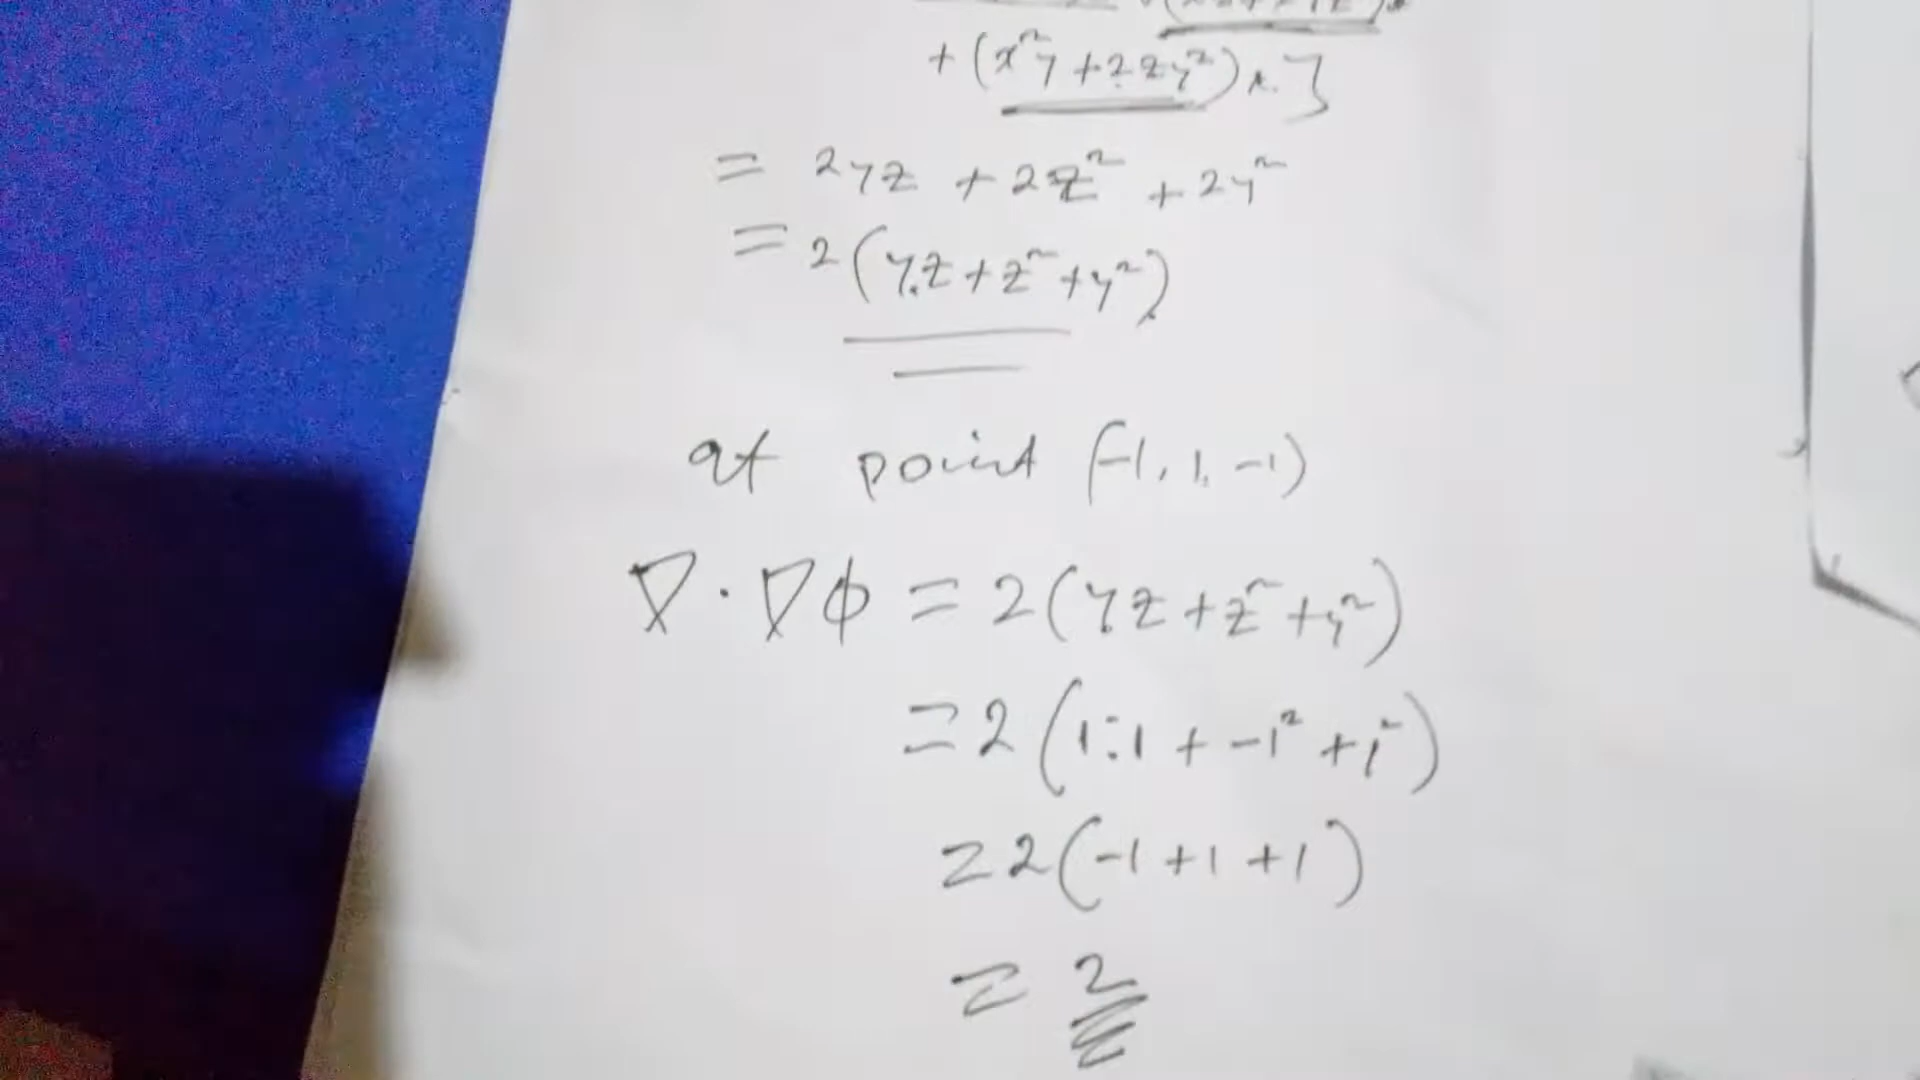 + (x²y + 2zy²) k }
= 2yz + 2z² + 2y²
= 2(y.z + z² + y²)
at point (-1, 1, -1)
∇ · ∇ϕ = 2(yz + z² + y²)
= 2(1·-1 + -1² + 1²)
= 2(-1 + 1 + 1)
= 2